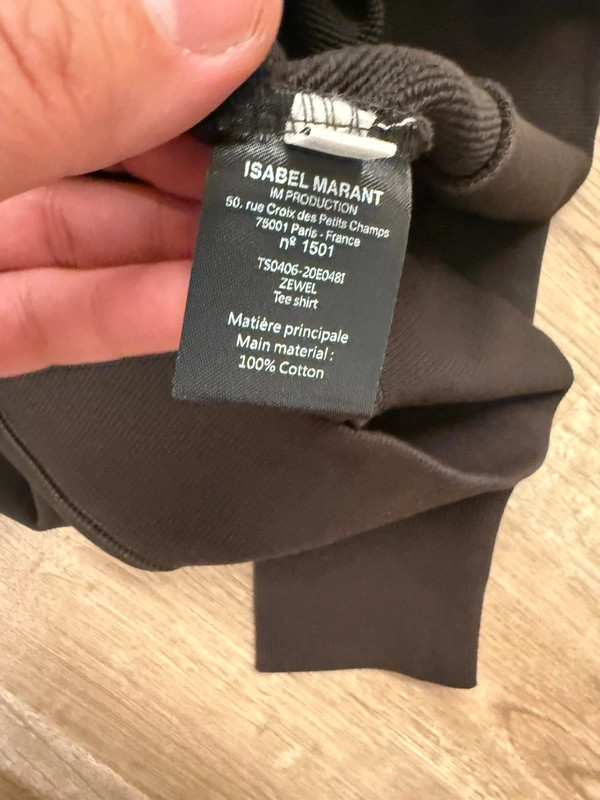 ISABEL MARANT
IM PRODUCTION
50, rue Croix des Petits Champs
75001 Paris - France
nº 1501
TS0406-20E048I
ZEWEL
Tee shirt
Matière principale
Main material :
100% Cotton